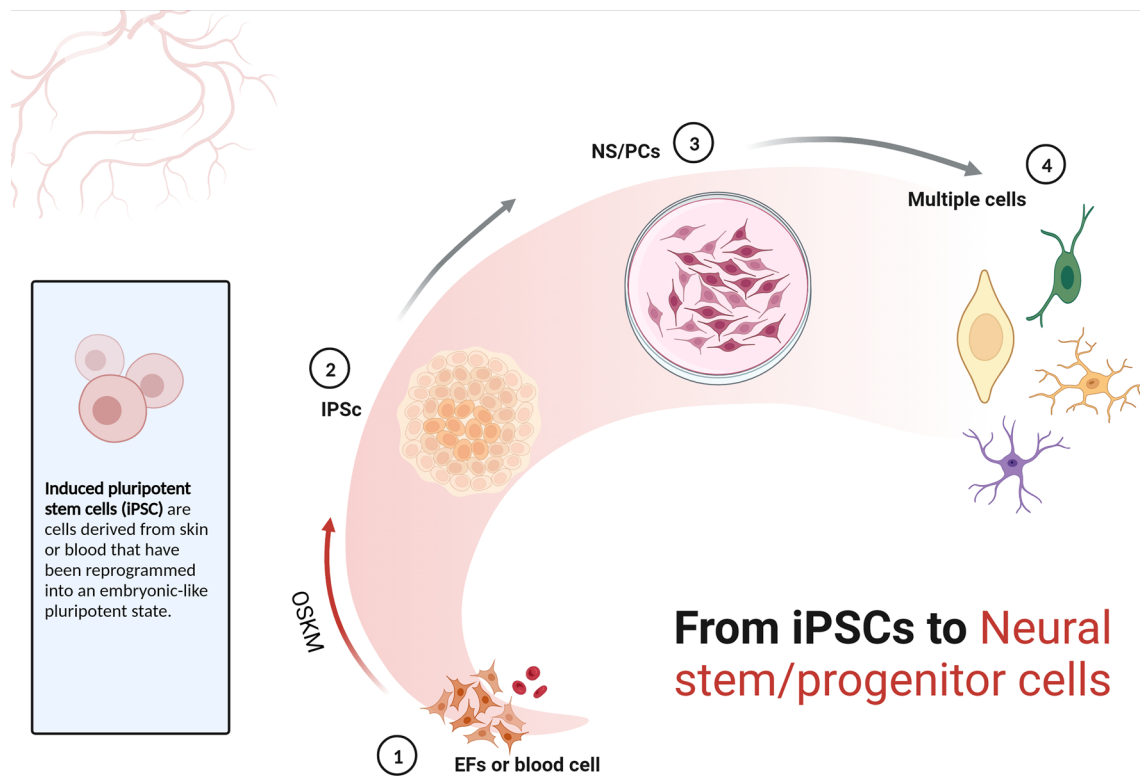 NS/PCs
3
4
Multiple cells
2
IPSc
Induced pluripotent
stem cells (iPSC) are
cells derived from skin
or blood that have
been reprogrammed
into an embryonic-like
pluripotent state.
OSKM
From iPSCs to Neural
stem/progenitor cells
1
EFs or blood cell